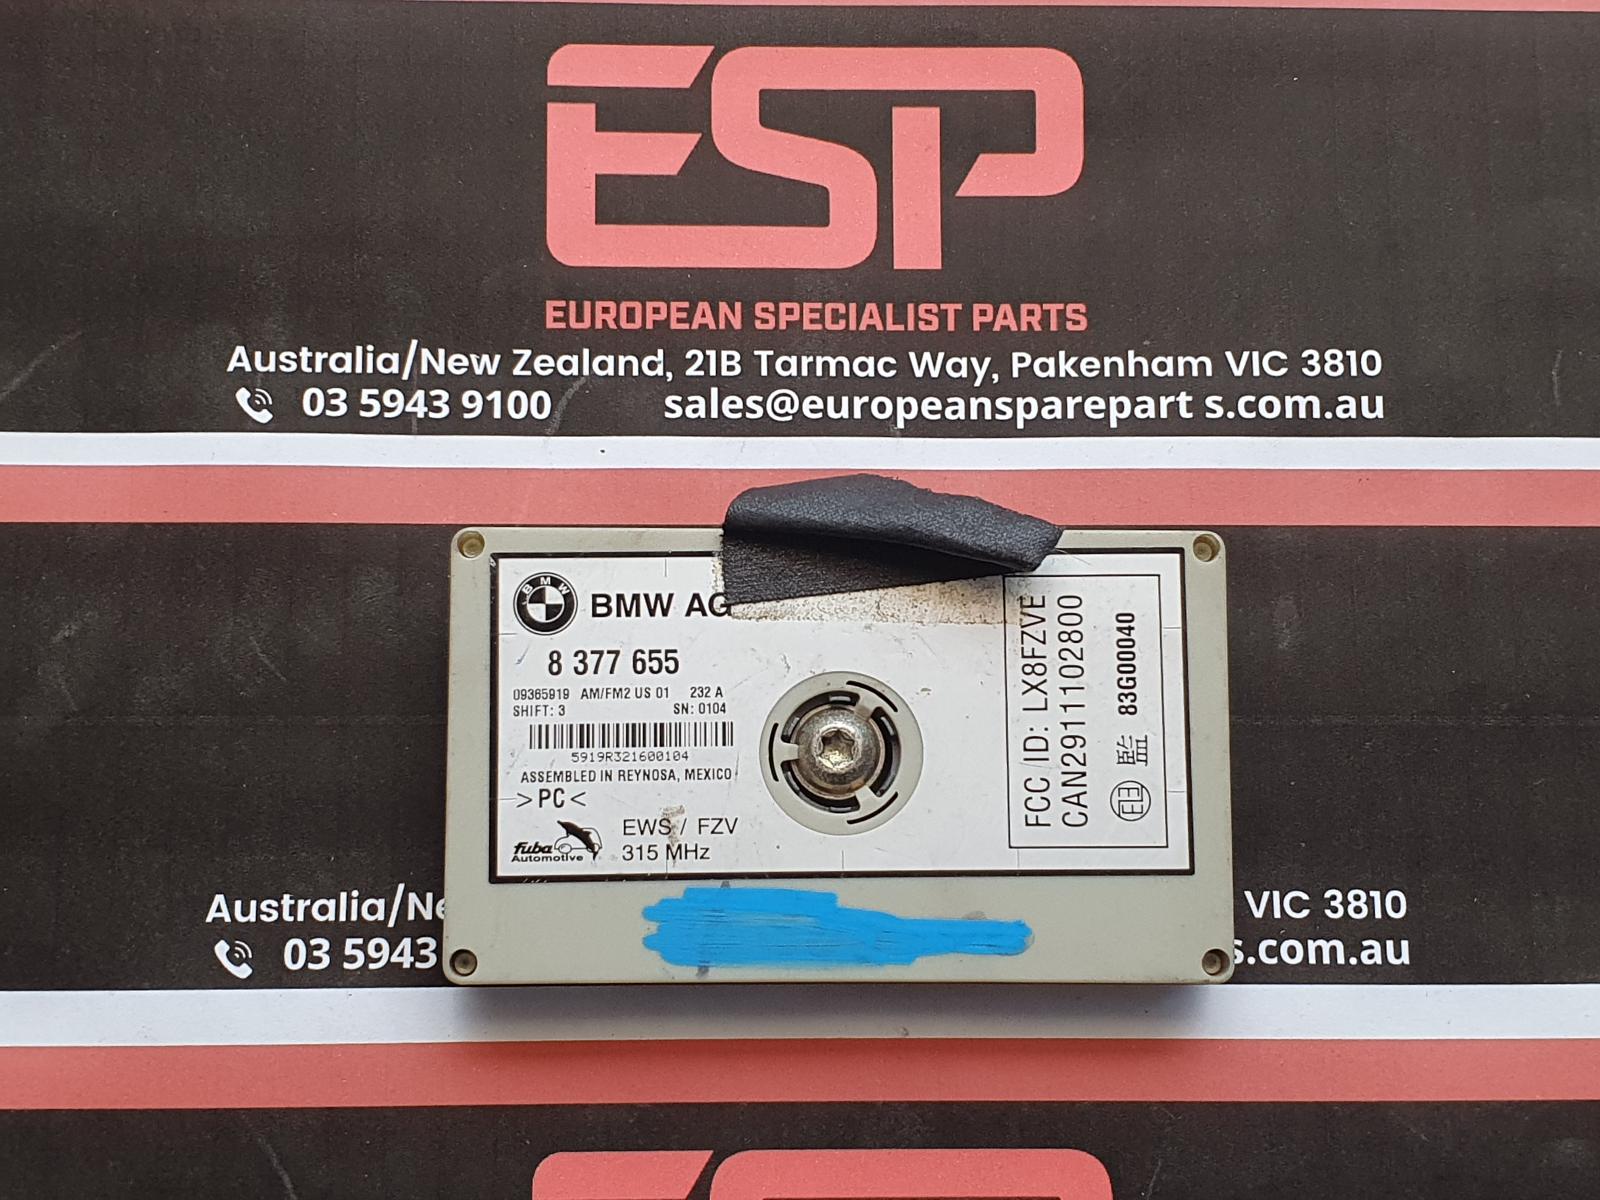 ESP
EUROPEAN SPECIALIST PARTS
Australia/New Zealand, 21B Tarmac Way, Pakenham VIC 3810
03 5943 9100 sales@europeansparepart s.com.au
BMW
BMW AG
8 377 655
09365919 AM/FM2 US 01 232 A
SHIFT: 3 SN: 0104
5919R321600104
ASSEMBLED IN REYNOSA, MEXICO
>PC<
fuba
Automotive
EWS / FZV
315 MHz
FCC ID: LX8FZVE
CAN29111102800
監 83G00040
Australia/Ne VIC 3810
03 5943 s.com.au